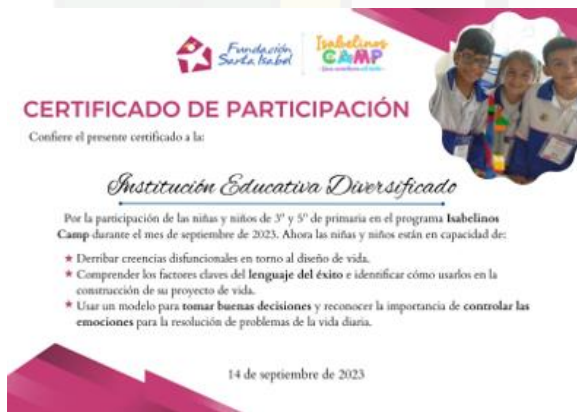 Fundación
Santa Isabel
Isabelinos
CAMP
CERTIFICADO DE PARTICIPACIÓN
Confiere el presente certificado a la:
Institución Educativa Diversificado
Por la participación de las niñas y niños de 3º y 5º de primaria en el programa Isabelinos
Camp durante el mes de septiembre de 2023. Ahora las niñas y niños están en capacidad de:
★ Derribar creencias disfuncionales en torno al diseño de vida.
★ Comprender los factores claves del lenguaje del éxito e identificar cómo usarlos en la
construcción de su proyecto de vida.
★ Usar un modelo para tomar buenas decisiones y reconocer la importancia de controlar las
emociones para la resolución de problemas de la vida diaria.
14 de septiembre de 2023